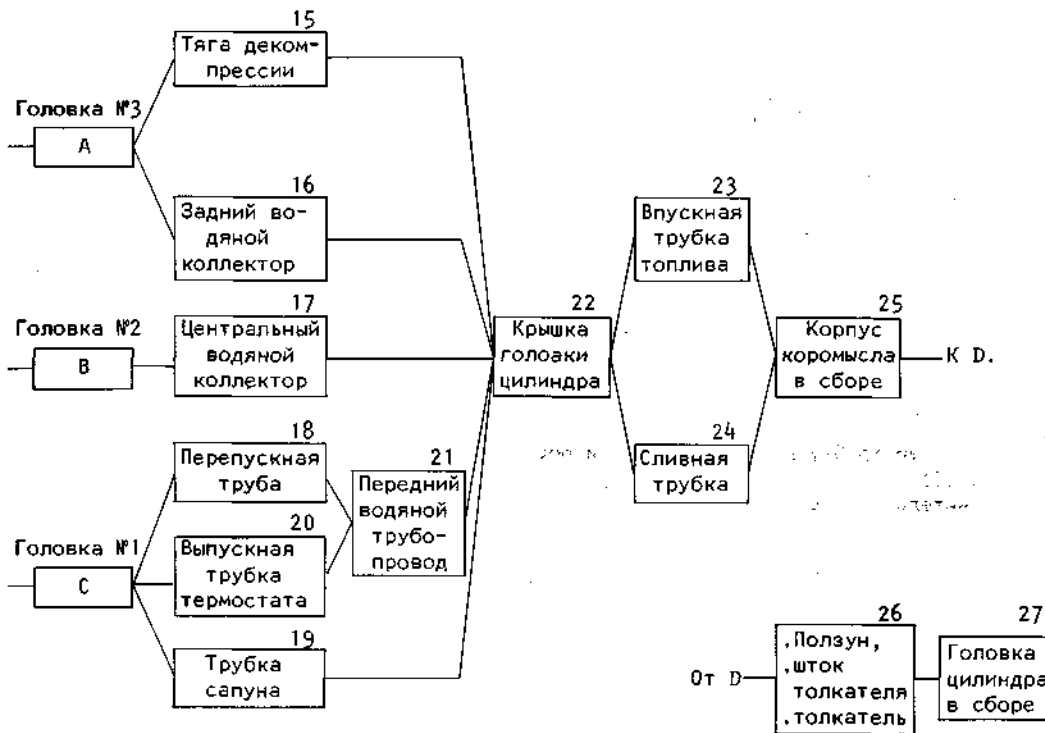 15
Тяга деком-
прессии
Головка №3
A
16
Задний во-
дяной
коллектор
17
Головка №2
Центральный
водяной
коллектор
B
18
Перепускная
труба
20
Головка №1
Выпускная
трубка
термостата
C
19
Трубка
сапуна
21
Передний
водяной
трубо-
провод
22
Крышка
голоаки
цилиндра
23
Впускная
трубка
топлива
24
Сливная
трубка
25
Корпус
коромысла
в сборе
К D.
От D
26
.Ползун,
.шток
толкателя
.толкатель
27
Головка
цилиндра
в сборе